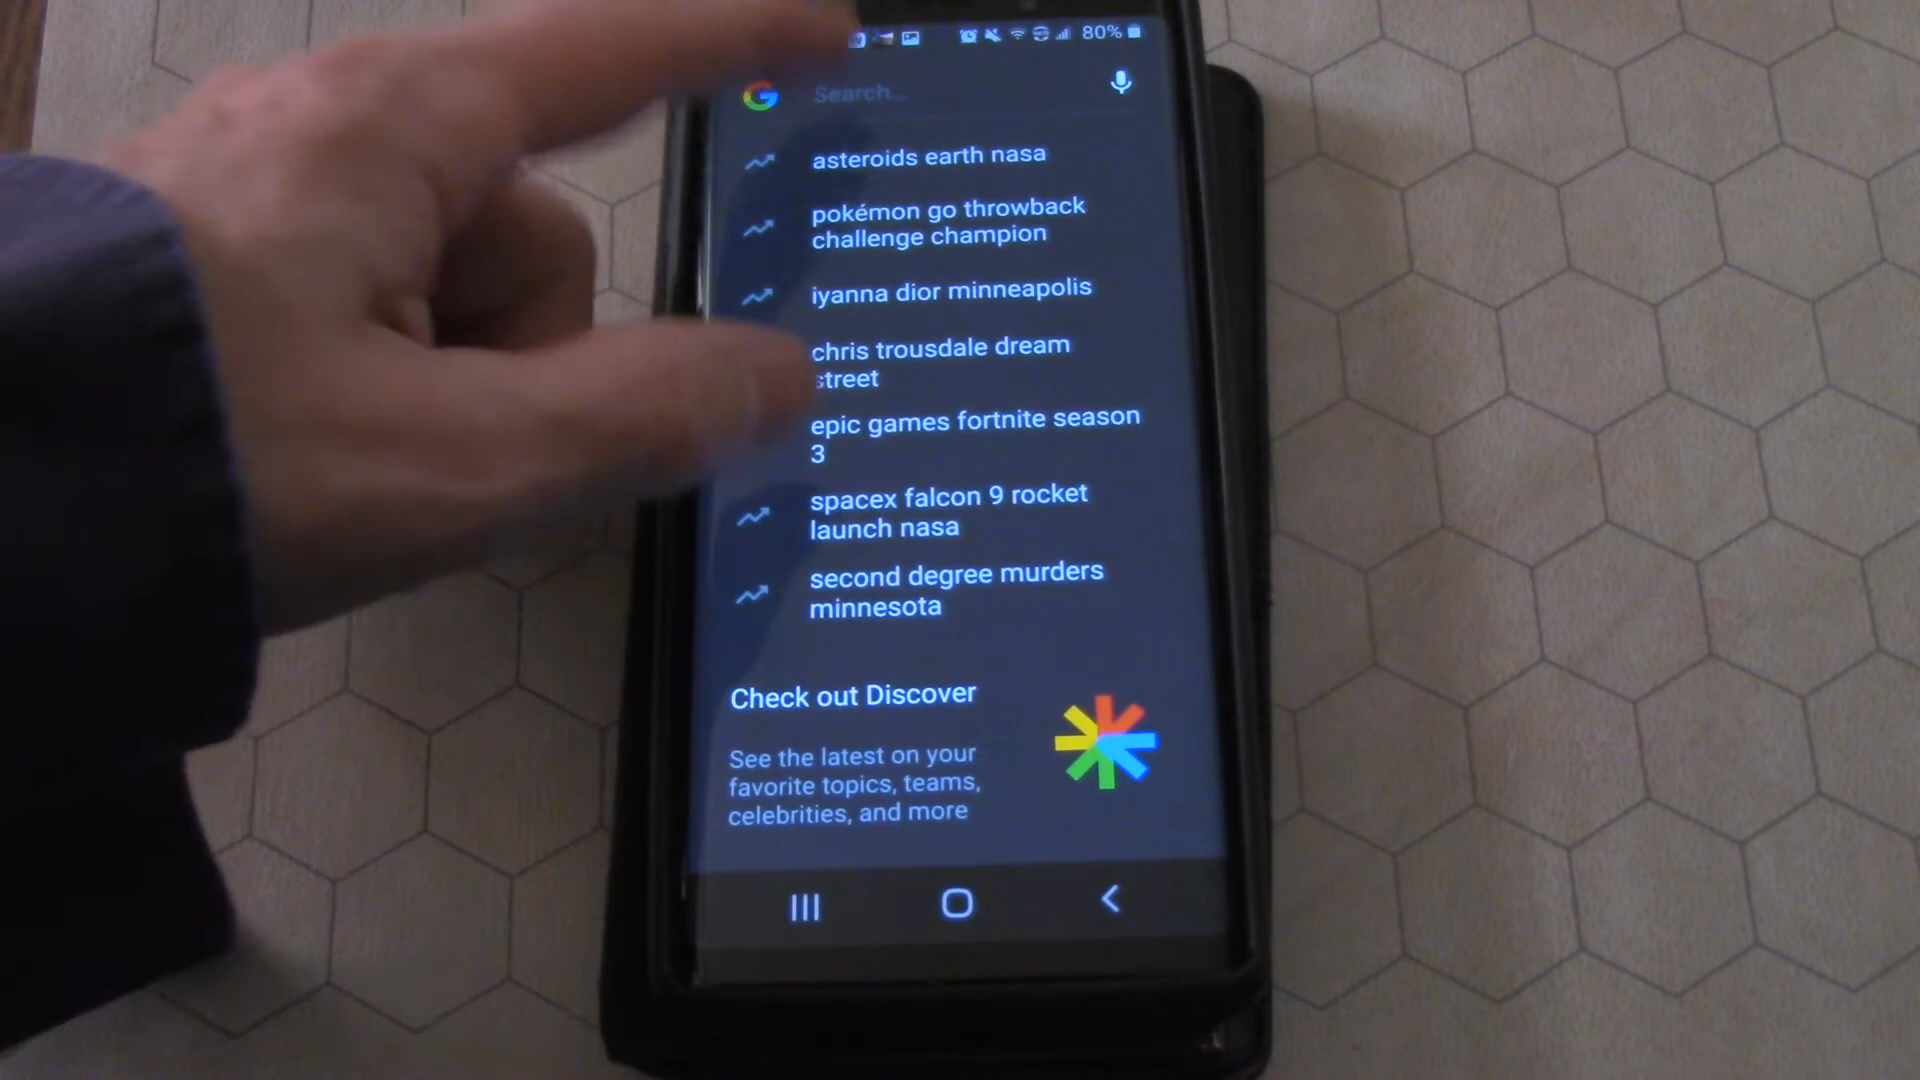 80%
Search...
asteroids earth nasa
pokémon go throwback
challenge champion
iyanna dior minneapolis
chris trousdale dream
street
epic games fortnite season
3
spacex falcon 9 rocket
launch nasa
second degree murders
minnesota
Check out Discover
See the latest on your
favorite topics, teams,
celebrities, and more